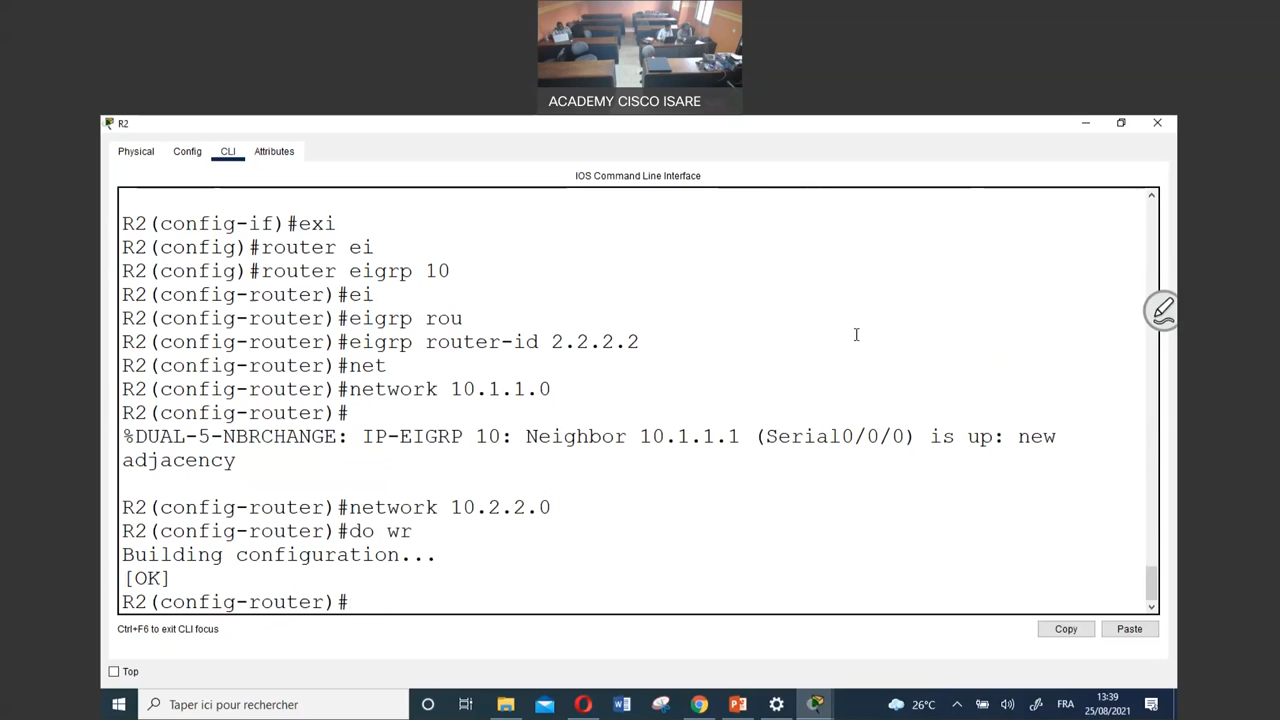 ACADEMY CISCO ISARE
R2
Physical
Config
CLI
Attributes
IOS Command Line Interface
R2(config-if)#exi
R2(config)#router ei
R2(config)#router eigrp 10
R2(config-router)#ei
R2(config-router)#eigrp rou
R2(config-router)#eigrp router-id 2.2.2.2
R2(config-router)#net
R2(config-router)#network 10.1.1.0
R2(config-router)#
%DUAL-5-NBRCHANGE: IP-EIGRP 10: Neighbor 10.1.1.1 (Serial0/0/0) is up: new
adjacency
R2(config-router)#network 10.2.2.0
R2(config-router)#do wr
Building configuration...
[OK]
R2(config-router)#
Ctrl+F6 to exit CLI focus
Copy
Paste
Top
Taper ici pour rechercher
26°C
FRA
13:39
25/08/2021